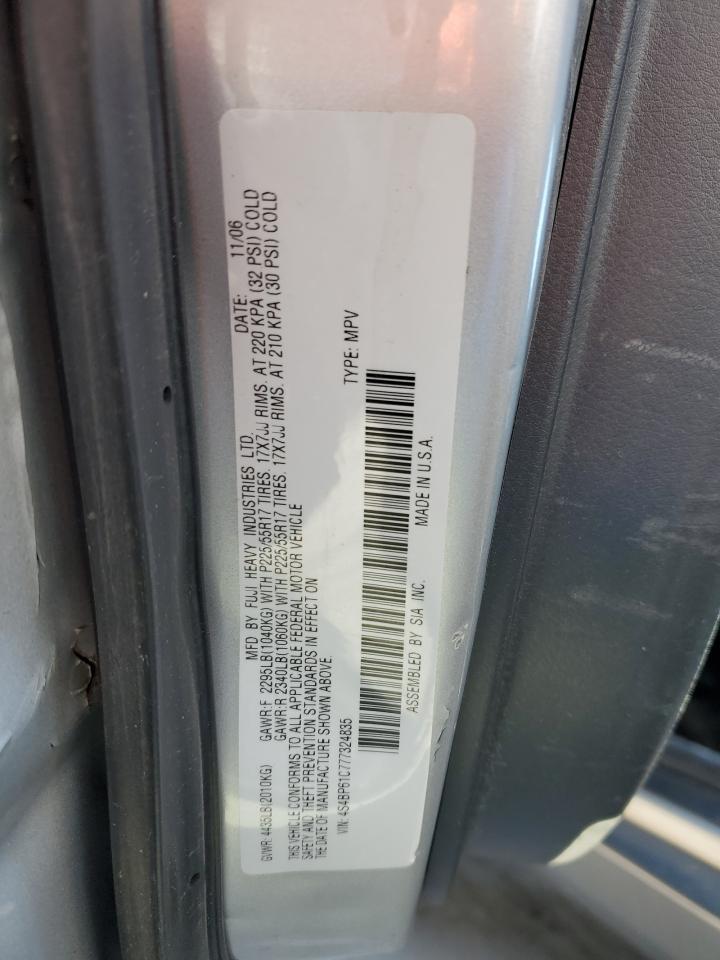 MFD BY FUJI HEAVY INDUSTRIES LTD. DATE: 11/06
GVWR: 4435LB(2010KG) GAWR:F 2295LB(1040KG) WITH P225/55R17 TIRES. 17X7JJ RIMS. AT 220 KPA (32 PSI) COLD
GAWR:R 2340LB(1060KG) WITH P225/55R17 TIRES. 17X7JJ RIMS. AT 210 KPA (30 PSI) COLD
THIS VEHICLE CONFORMS TO ALL APPLICABLE FEDERAL MOTOR VEHICLE
SAFETY AND THEFT PREVENTION STANDARDS IN EFFECT ON
THE DATE OF MANUFACTURE SHOWN ABOVE.
VIN: 4S4BP61C777324835 TYPE: MPV
ASSEMBLED BY SIA INC. MADE IN U.S.A.